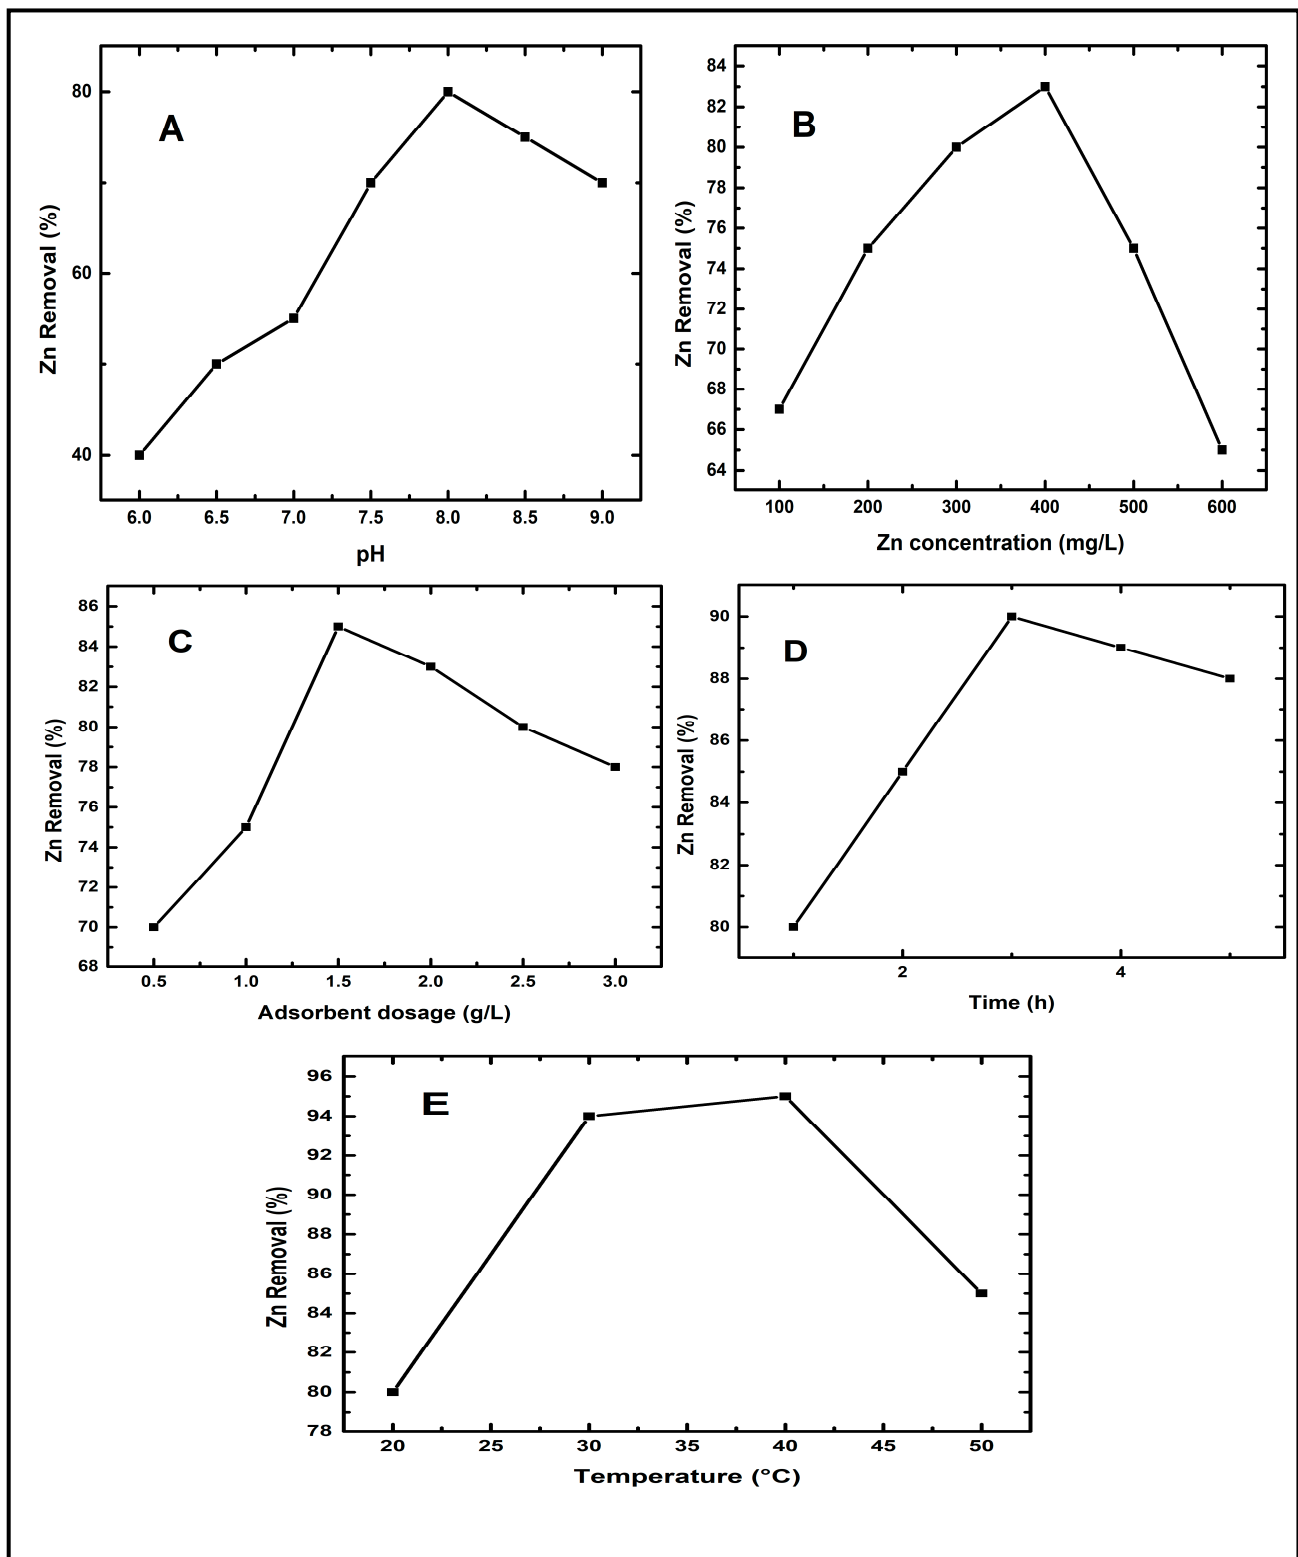 A
Zn Removal (%)
80
60
40
6.0 6.5 7.0 7.5 8.0 8.5 9.0
pH
B
Zn Removal (%)
84
82
80
78
76
74
72
70
68
66
64
100 200 300 400 500 600
Zn concentration (mg/L)
C
Zn Removal (%)
86
84
82
80
78
76
74
72
70
68
0.5 1.0 1.5 2.0 2.5 3.0
Adsorbent dosage (g/L)
D
Zn Removal (%)
90
88
86
84
82
80
2 4
Time (h)
E
Zn Removal (%)
96
94
92
90
88
86
84
82
80
78
20 25 30 35 40 45 50
Temperature (°C)